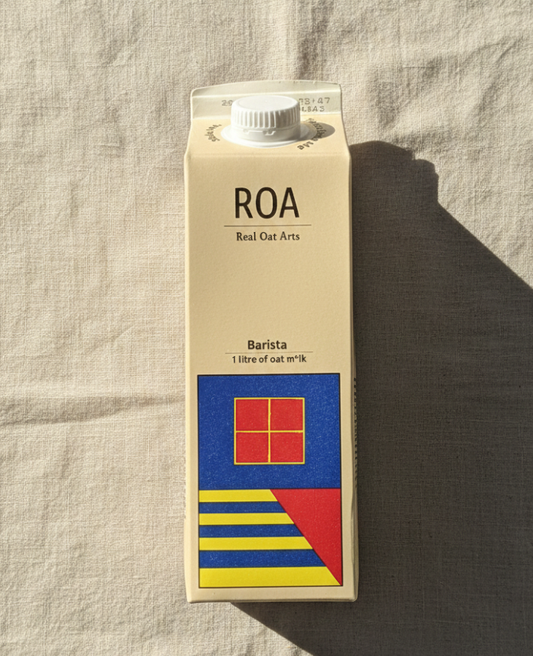 ROA
Real Oat Arts
Barista
1 litre of oat m*lk